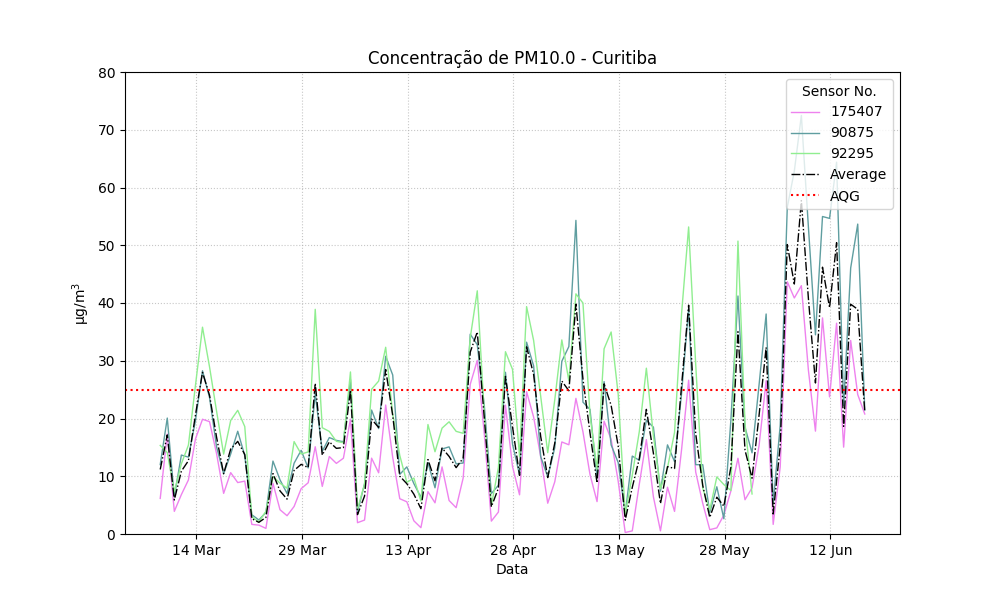 Concentração de PM10.0 - Curitiba
80
70
60
50
40
30
20
10
0
µg/m³
Sensor No.
175407
90875
92295
Average
AQG
14 Mar
29 Mar
13 Apr
28 Apr
13 May
28 May
12 Jun
Data